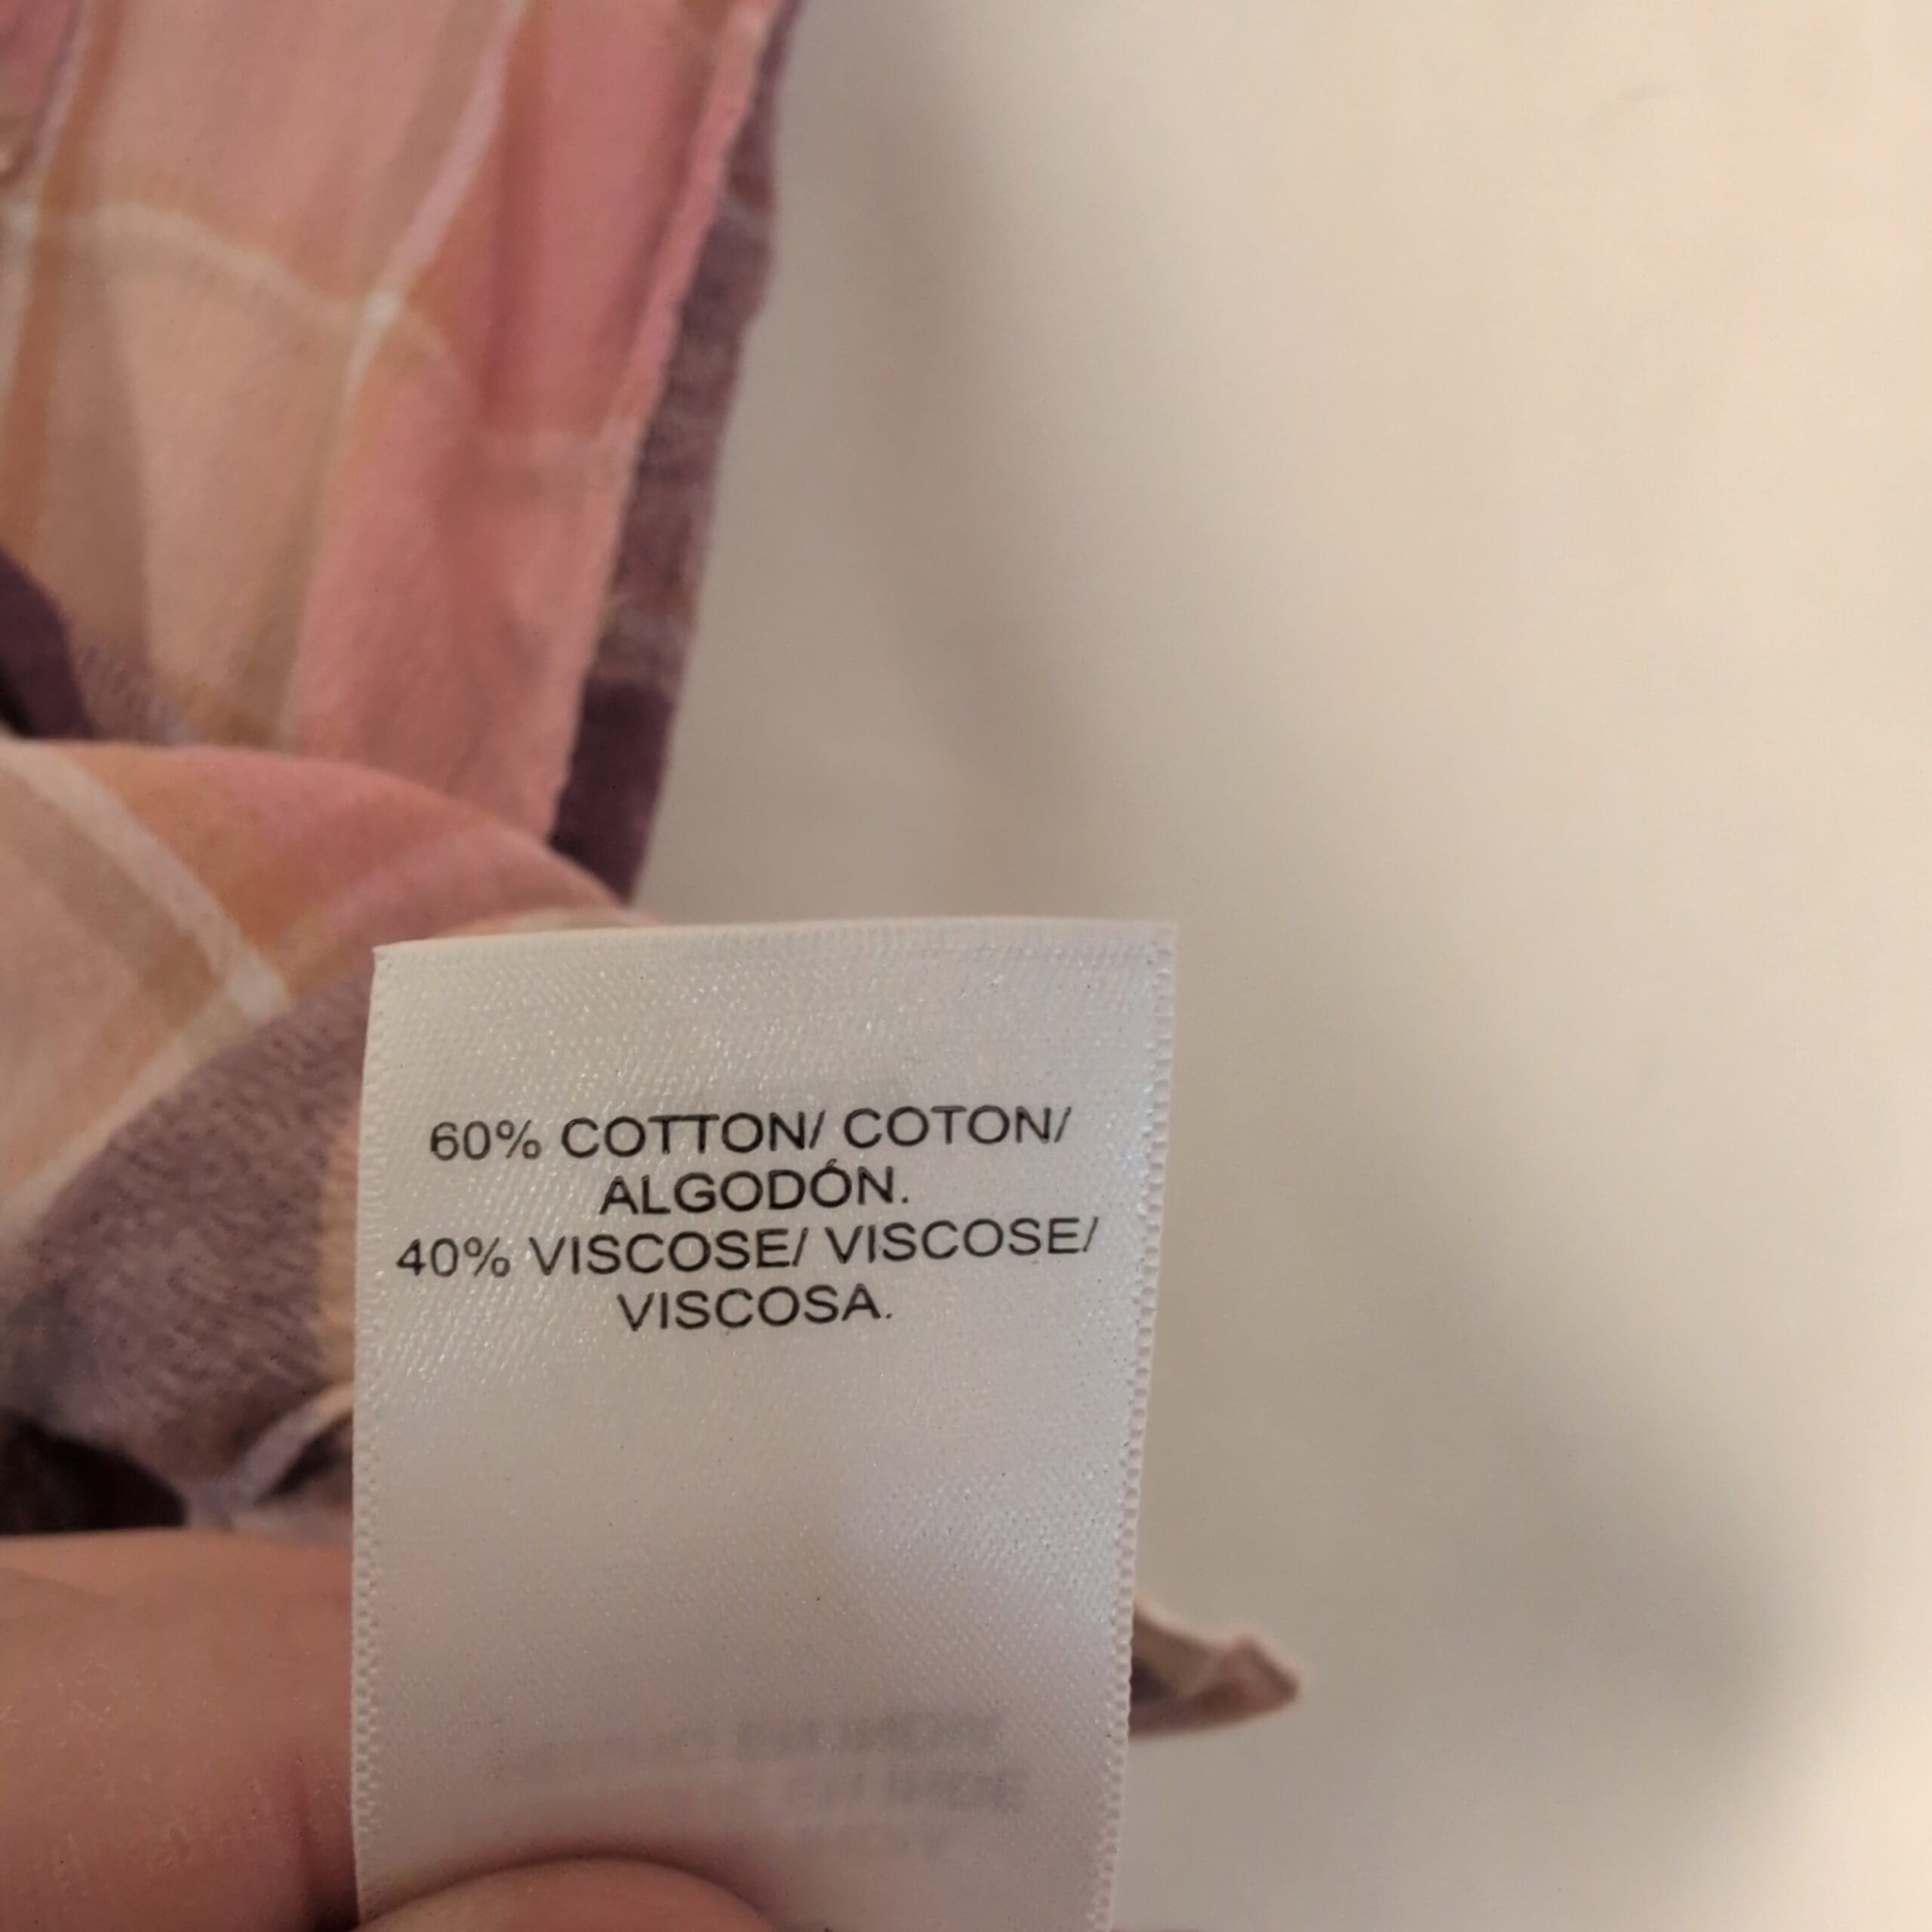 60% COTTON/ COTON/
ALGODÓN.
40% VISCOSE/ VISCOSE/
VISCOSA.